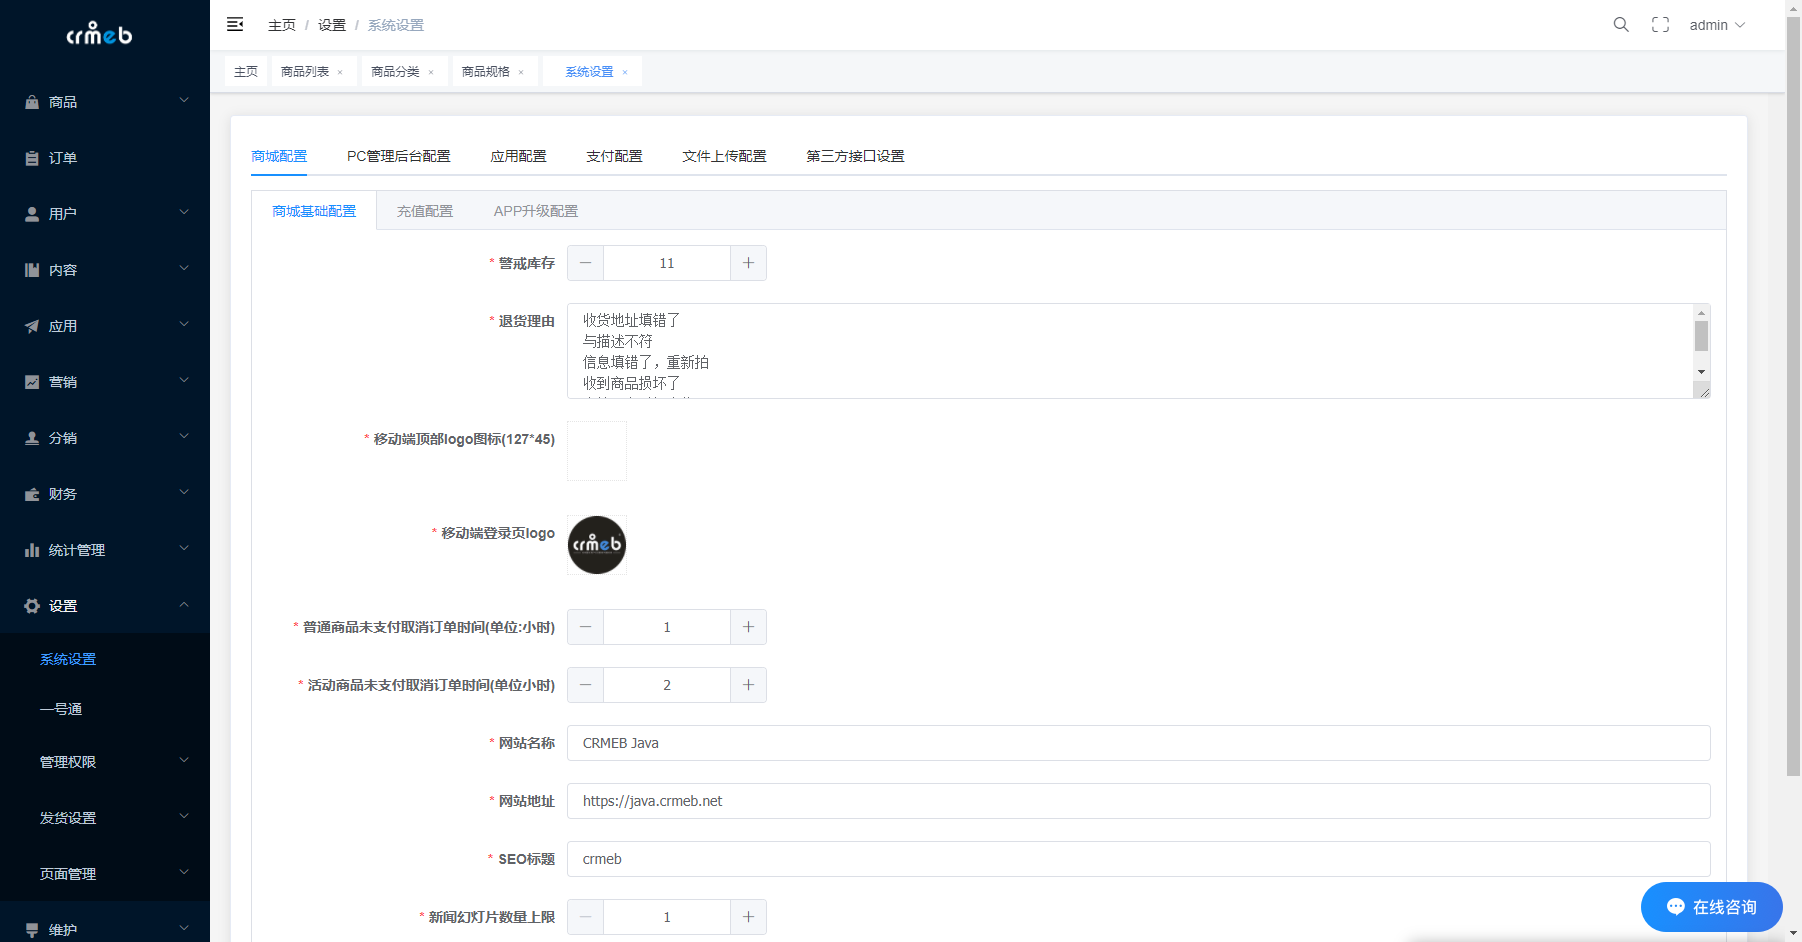 crmeb
主页 / 设置 / 系统设置
admin
主页
商品列表 ×
商品分类 ×
商品规格 ×
系统设置 ×
商品
订单
用户
内容
应用
营销
分销
财务
统计管理
设置
系统设置
一号通
管理权限
发货设置
页面管理
维护
商城配置
PC管理后台配置
应用配置
支付配置
文件上传配置
第三方接口设置
商城基础配置
充值配置
APP升级配置
* 警戒库存
11
* 退货理由
收货地址填错了
与描述不符
信息填错了，重新拍
收到商品损坏了
* 移动端顶部logo图标(127*45)
* 移动端登录页logo
crmeb
* 普通商品未支付取消订单时间(单位:小时)
1
* 活动商品未支付取消订单时间(单位小时)
2
* 网站名称
CRMEB Java
* 网站地址
https://java.crmeb.net
* SEO标题
crmeb
* 新闻幻灯片数量上限
1
在线咨询